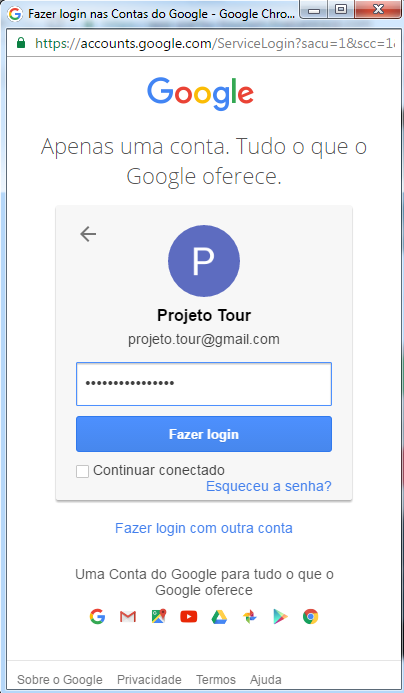 Fazer login nas Contas do Google - Google Chro...
https://accounts.google.com/ServiceLogin?sacu=1&scc=1&
Google
Apenas uma conta. Tudo o que o
Google oferece.
P
Projeto Tour
projeto.tour@gmail.com
••••••••••••••••
Fazer login
Continuar conectado
Esqueceu a senha?
Fazer login com outra conta
Uma Conta do Google para tudo o que o
Google oferece
Sobre o Google Privacidade Termos Ajuda